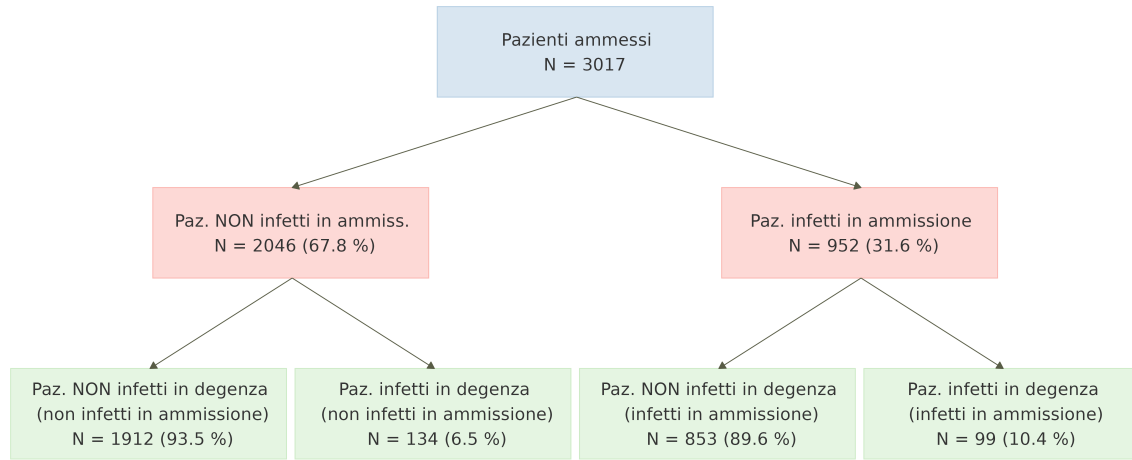 Pazienti ammessi
N = 3017
Paz. NON infetti in ammiss.
N = 2046 (67.8 %)
Paz. infetti in ammissione
N = 952 (31.6 %)
Paz. NON infetti in degenza
(non infetti in ammissione)
N = 1912 (93.5 %)
Paz. infetti in degenza
(non infetti in ammissione)
N = 134 (6.5 %)
Paz. NON infetti in degenza
(infetti in ammissione)
N = 853 (89.6 %)
Paz. infetti in degenza
(infetti in ammissione)
N = 99 (10.4 %)